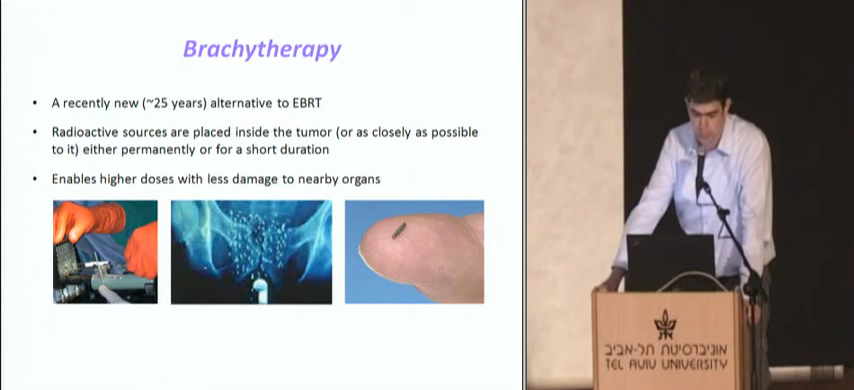 Brachytherapy
• A recently new (~25 years) alternative to EBRT
• Radioactive sources are placed inside the tumor (or as closely as possible
to it) either permanently or for a short duration
• Enables higher doses with less damage to nearby organs
אוניברסיטת תל-אביב
TEL AVIV UNIVERSITY